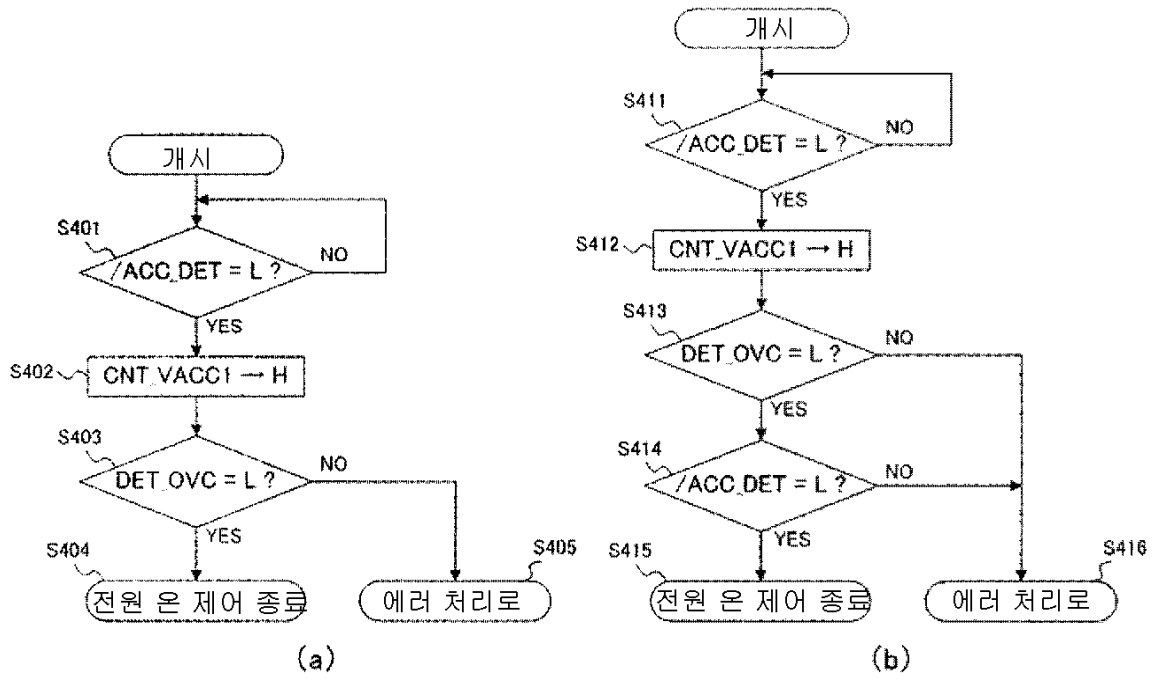 개시
S401
/ACC_DET = L ?
NO
YES
S402
CNT_VACC1 → H
S403
DET_OVC = L ?
NO
YES
S404
전원 온 제어 종료
S405
에러 처리로
(a)
개시
S411
/ACC_DET = L ?
NO
YES
S412
CNT_VACC1 → H
S413
DET_OVC = L ?
NO
YES
S414
/ACC_DET = L ?
NO
YES
S415
전원 온 제어 종료
S416
에러 처리로
(b)